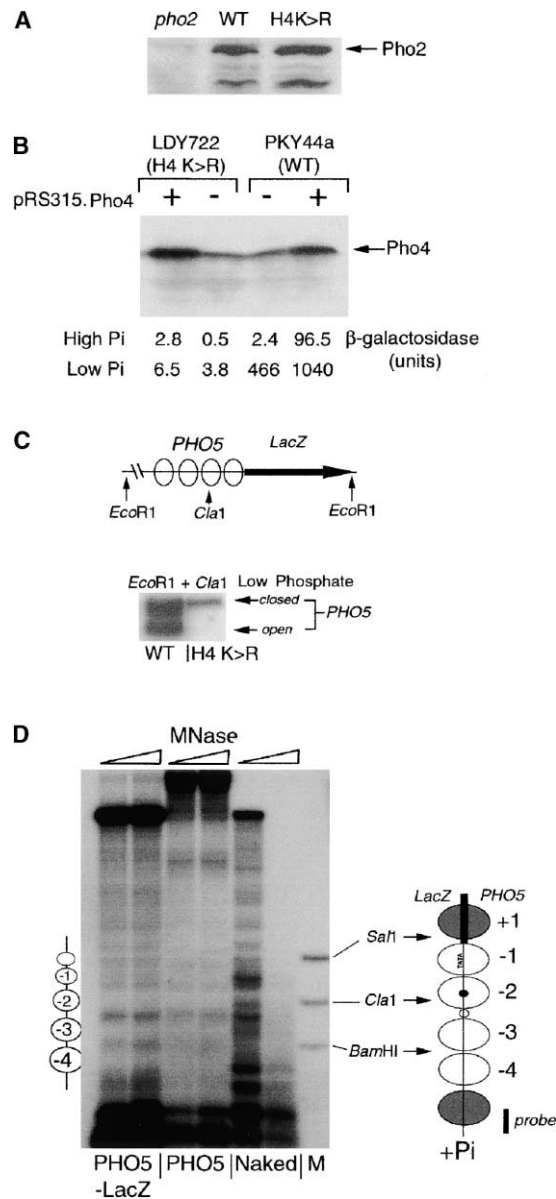 A
pho2 WT H4K>R
Pho2
B
LDY722 PKY44a
(H4 K>R) (WT)
pRS315.Pho4 + - - +
Pho4
High Pi 2.8 0.5 2.4 96.5 β-galactosidase
Low Pi 6.5 3.8 466 1040 (units)
C
PHO5 LacZ
EcoR1 Cla1 EcoR1
EcoR1 + Cla1 Low Phosphate
closed
PHO5
open
WT H4 K>R
D
MNase
LacZ PHO5
+1
Sal1
-1 TATA -1
-2 Cla1 -2
-3 -3
BamHI
-4 -4
probe
+Pi
PHO5 PHO5 Naked M
-LacZ